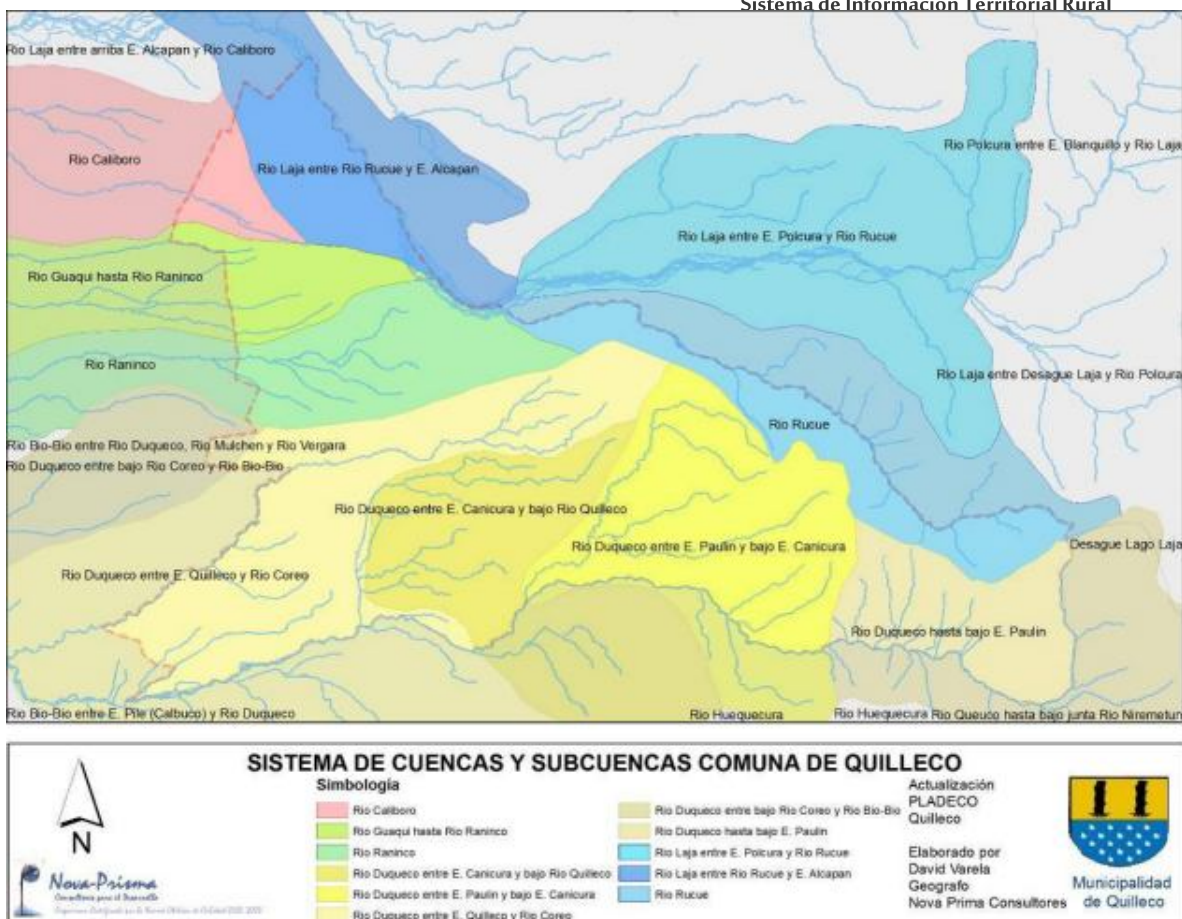 Sistema de Información Territorial Rural
Rio Laja entre arriba E. Alcapan y Rio Caliboro
Rio Caliboro
Rio Laja entre Rio Rucue y E. Alcapan
Rio Polcura entre E. Blanquillo y Rio Laja
Rio Laja entre E. Polcura y Rio Rucue
Rio Guaqui hasta Rio Raninco
Rio Raninco
Rio Laja entre Desague Laja y Rio Polcura
Rio Rucue
Rio Bio-Bio entre Rio Duqueco, Rio Mulchen y Rio Vergara
Rio Duqueco entre bajo Rio Coreo y Rio Bio-Bio
Rio Duqueco entre E. Canicura y bajo Rio Quilleco
Rio Duqueco entre E. Paulin y bajo E. Canicura
Desague Lago Laja
Rio Duqueco entre E. Quilleco y Rio Coreo
Rio Duqueco hasta bajo E. Paulin
Rio Bio-Bio entre E. Pile (Calbuco) y Rio Duqueco
Rio Huequecura
Rio Huequecura
Rio Queuco hasta bajo junta Rio Niremetun
SISTEMA DE CUENCAS Y SUBCUENCAS COMUNA DE QUILLECO
Simbología
Rio Caliboro
Rio Guaqui hasta Rio Raninco
Rio Raninco
Rio Duqueco entre E. Canicura y bajo Rio Quilleco
Rio Duqueco entre E. Paulin y bajo E. Canicura
Rio Duqueco entre E. Quilleco y Rio Coreo
Rio Duqueco entre bajo Rio Coreo y Rio Bio-Bio
Rio Duqueco hasta bajo E. Paulin
Rio Laja entre E. Polcura y Rio Rucue
Rio Laja entre Rio Rucue y E. Alcapan
Rio Rucue
Actualización
PLADECO
Quilleco
Elaborado por
David Varela
Geografo
Nova Prima Consultores
N
Nova-Prisma
Municipalidad
de Quilleco